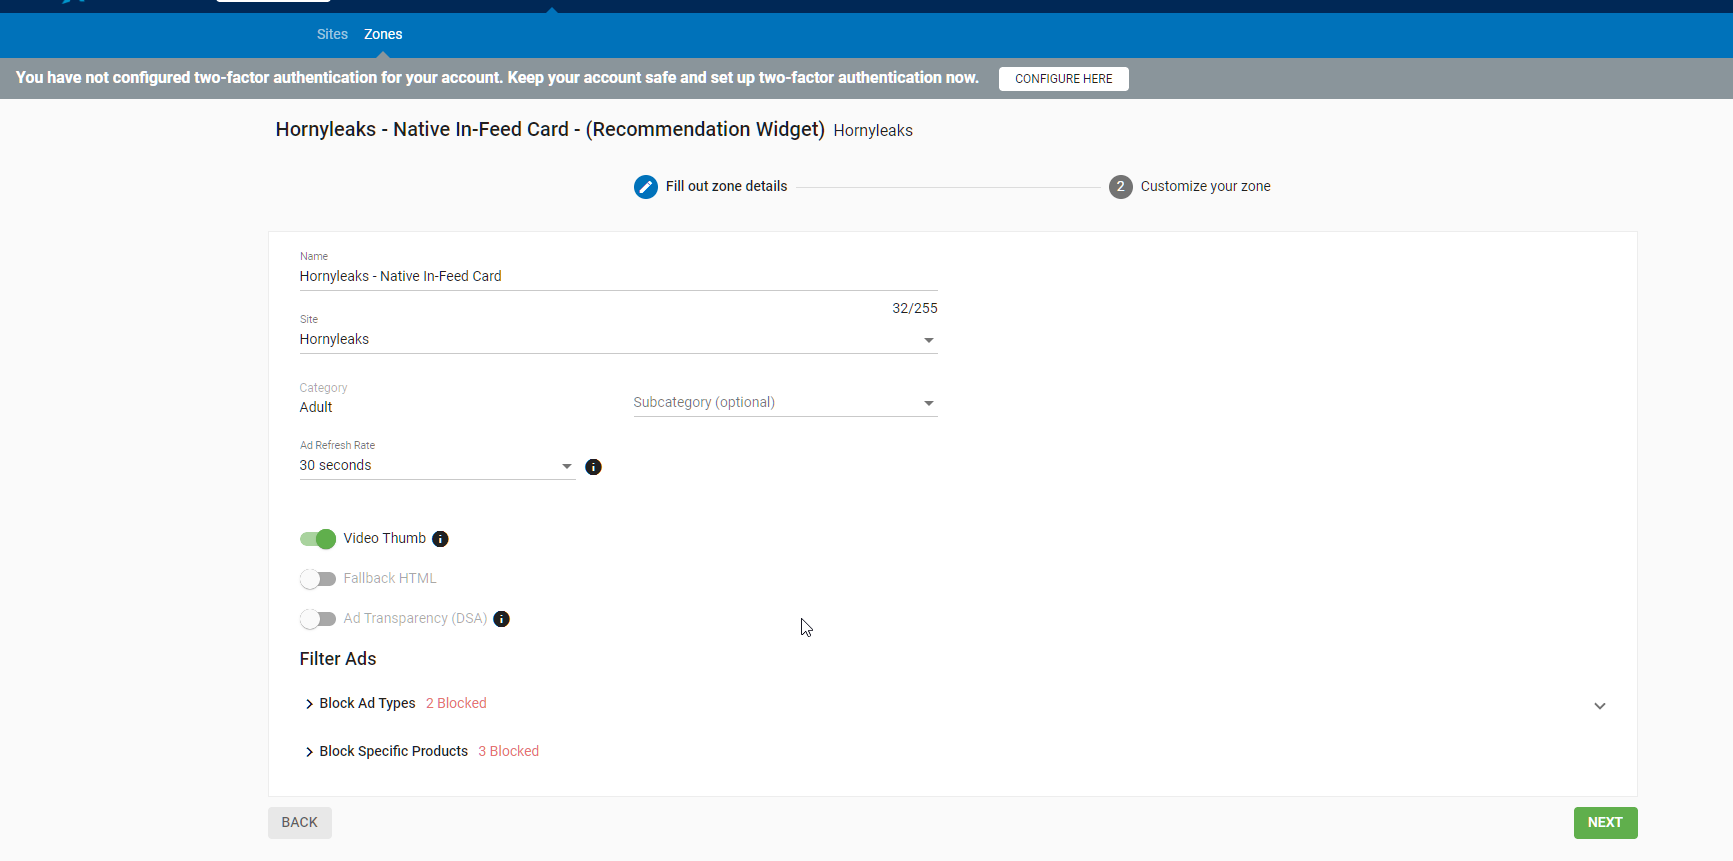 Sites Zones
You have not configured two-factor authentication for your account. Keep your account safe and set up two-factor authentication now. CONFIGURE HERE
Hornyleaks - Native In-Feed Card - (Recommendation Widget) Hornyleaks
Fill out zone details 2 Customize your zone
Name
Hornyleaks - Native In-Feed Card
32/255
Site
Hornyleaks
Category
Adult
Subcategory (optional)
Ad Refresh Rate
30 seconds
Video Thumb
Fallback HTML
Ad Transparency (DSA)
Filter Ads
Block Ad Types 2 Blocked
Block Specific Products 3 Blocked
BACK NEXT